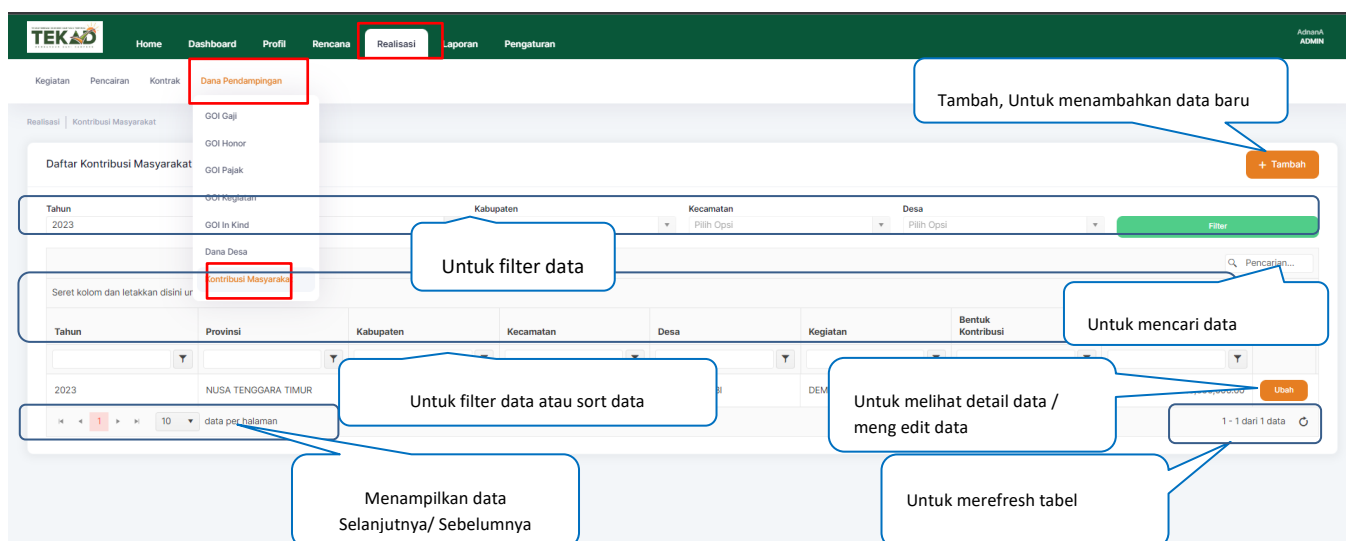 TEKAD
Home Dashboard Profil Rencana Realisasi Laporan Pengaturan
AdnanA
ADMIN
Kegiatan Pencairan Kontrak Dana Pendampingan
Tambah, Untuk menambahkan data baru
Realisasi | Kontribusi Masyarakat
GOI Gaji
GOI Honor
GOI Pajak
GOI Kegiatan
GOI In Kind
Dana Desa
Kontribusi Masyaraka
Daftar Kontribusi Masyarakat
+ Tambah
Tahun Kabupaten Kecamatan Desa
2023 Pilih Opsi Pilih Opsi Filter
Untuk filter data
Pencarian...
Seret kolom dan letakkan disini un
Untuk mencari data
Tahun Provinsi Kabupaten Kecamatan Desa Kegiatan Bentuk
Kontribusi
2023 NUSA TENGGARA TIMUR DEM Ubah
Untuk filter data atau sort data
Untuk melihat detail data /
meng edit data
1 10 data per halaman
1 - 1 dari 1 data
Menampilkan data
Selanjutnya/ Sebelumnya
Untuk merefresh tabel